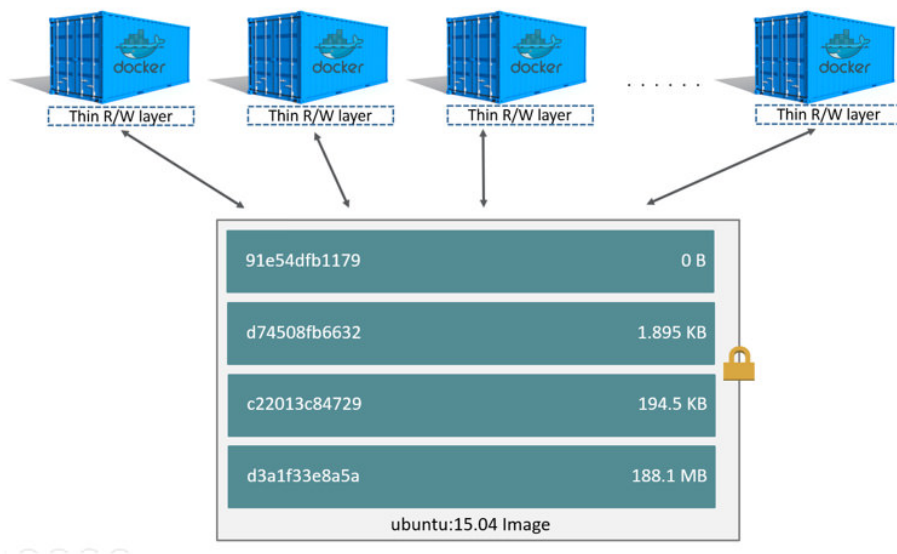 docker docker docker docker
Thin R/W layer Thin R/W layer Thin R/W layer . . . . . . Thin R/W layer
91e54dfb1179 0 B
d74508fb6632 1.895 KB
c22013c84729 194.5 KB
d3a1f33e8a5a 188.1 MB
ubuntu:15.04 Image